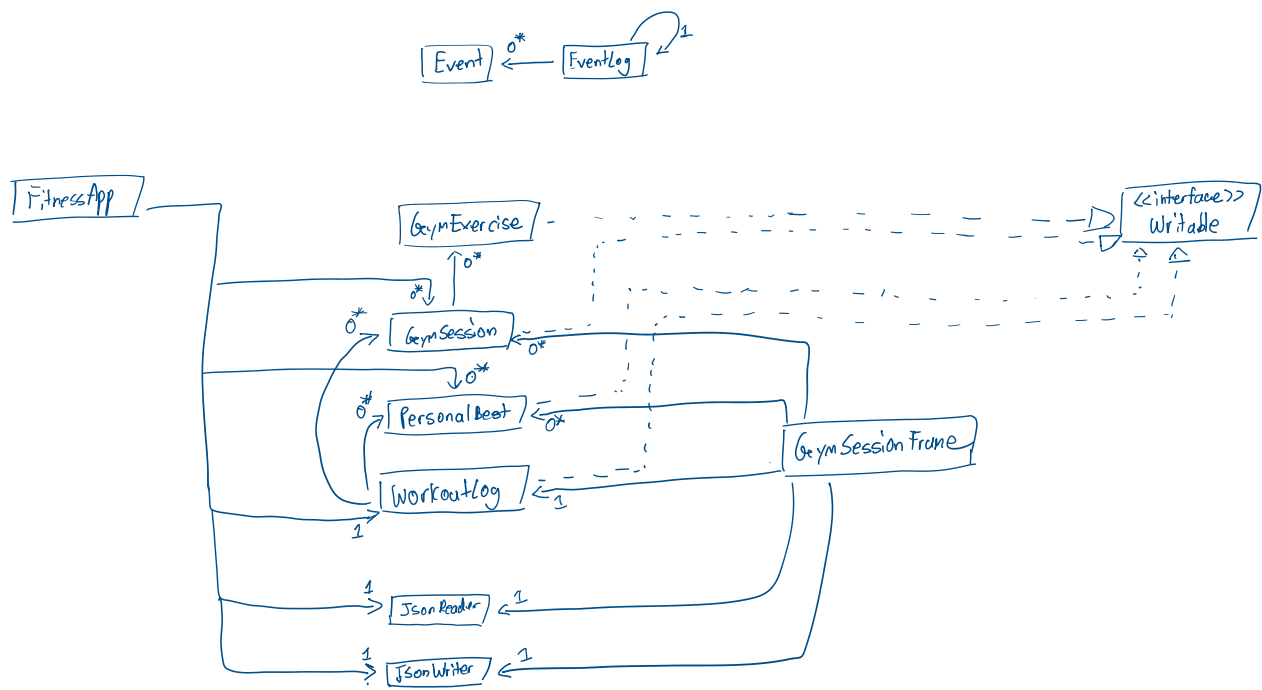 1
0*
Event
EventLog
FitnessApp
<<interface>>
Writable
GymExercise
0*
0*
0*
GymSession
0*
0*
0*
PersonalBest
0*
GymSessionFrame
WorkoutLog
1
1
1
1
JsonReader
1
1
JsonWriter